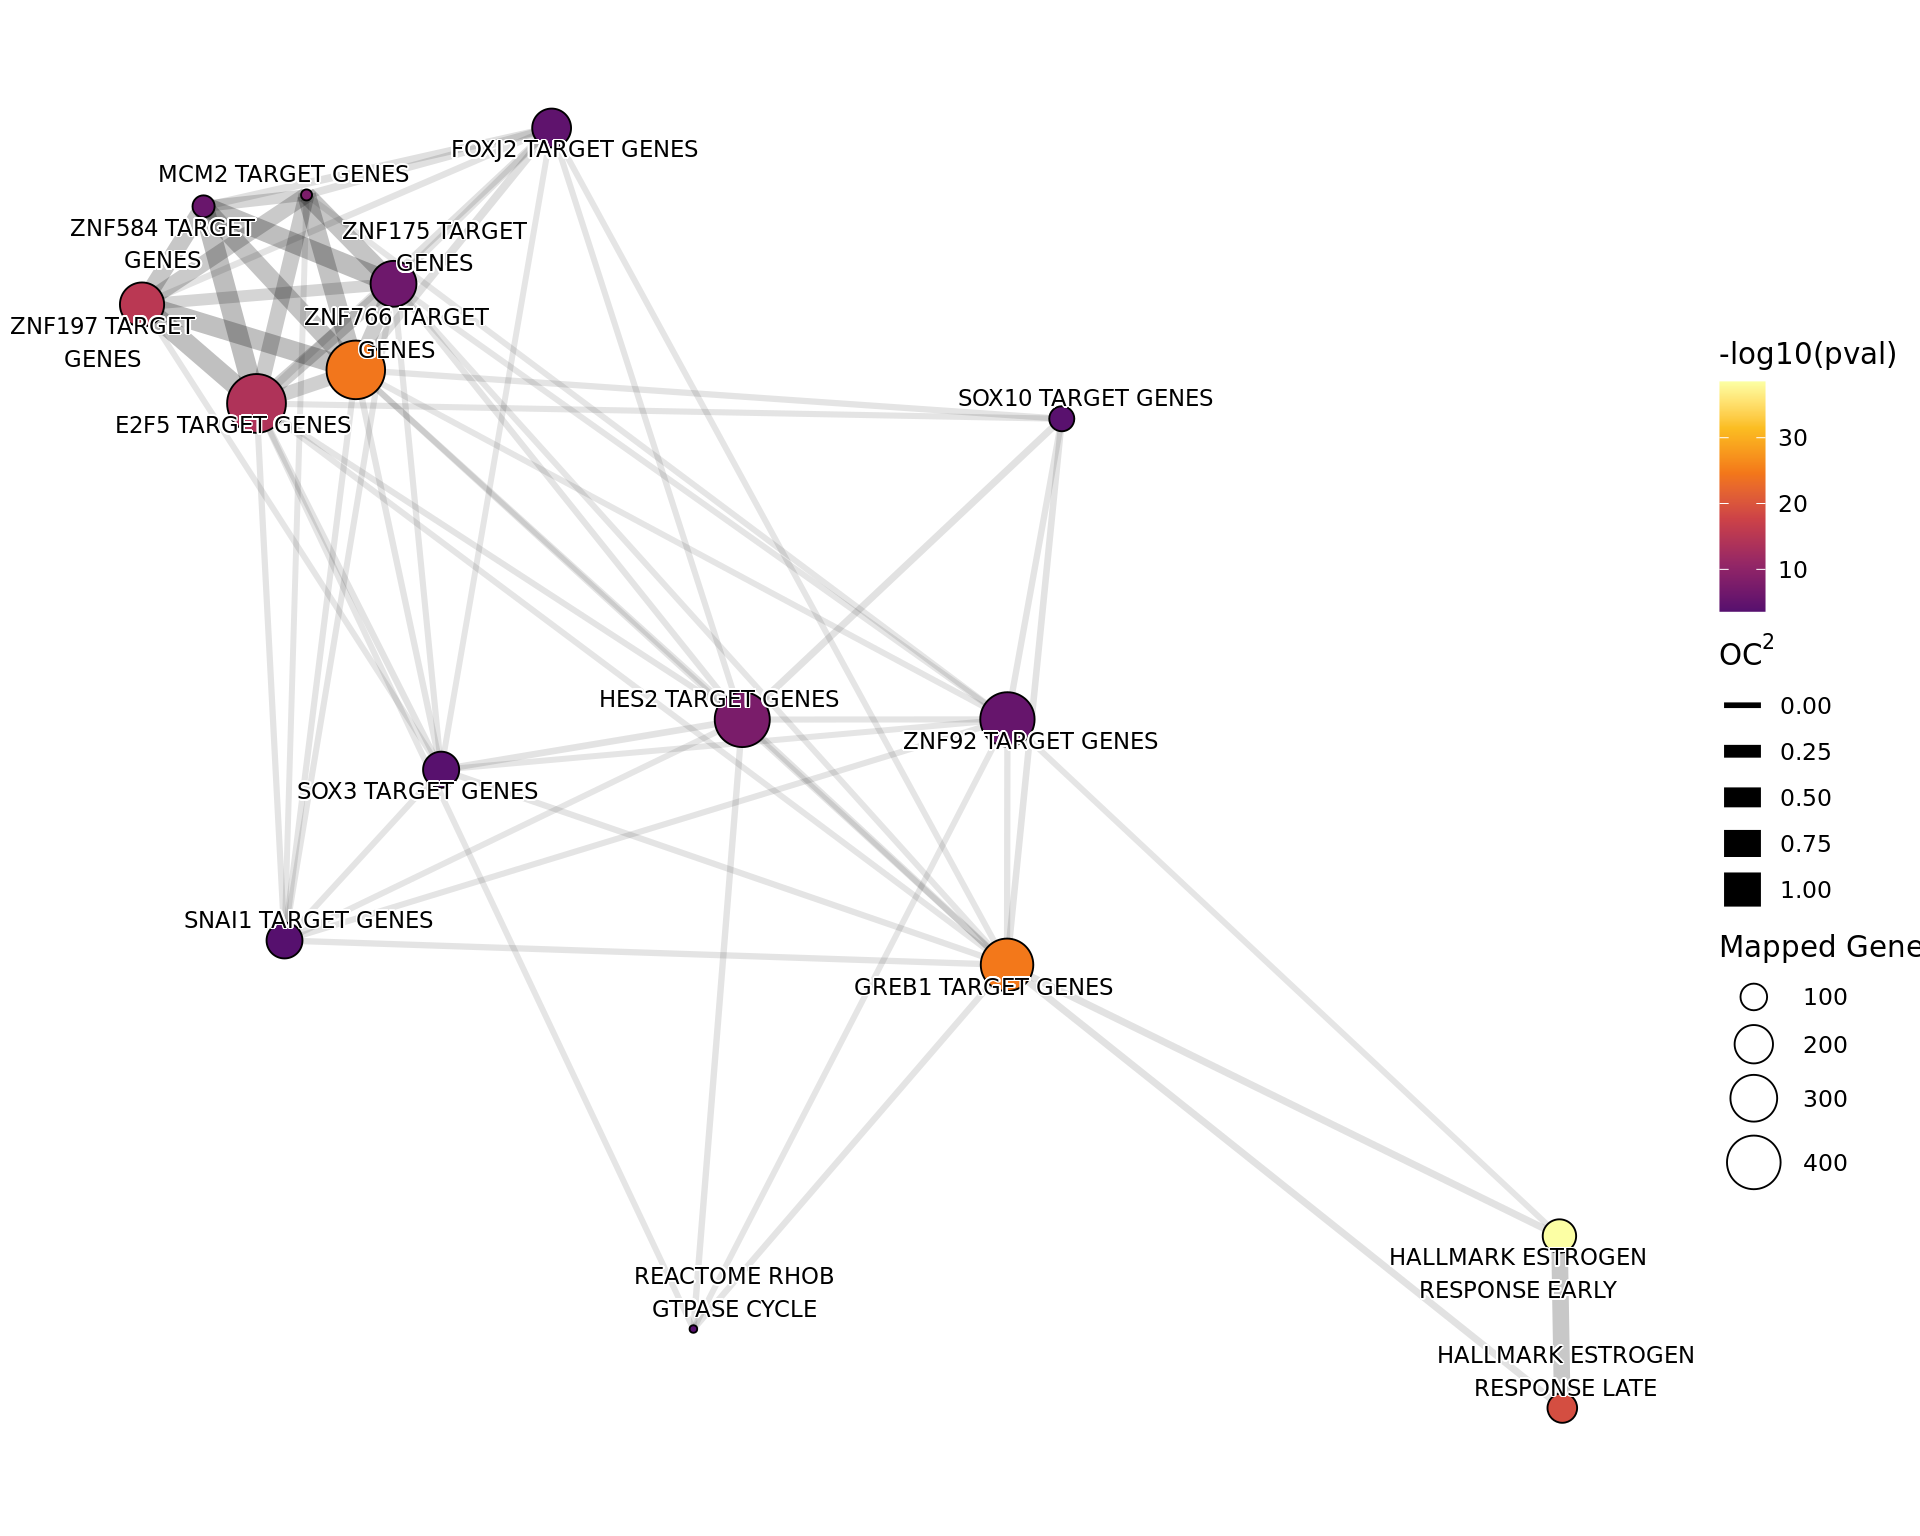 FOXJ2 TARGET GENES
MCM2 TARGET GENES
ZNF584 TARGET
GENES
ZNF175 TARGET
GENES
ZNF197 TARGET
GENES
ZNF766 TARGET
GENES
E2F5 TARGET GENES
SOX10 TARGET GENES
HES2 TARGET GENES
ZNF92 TARGET GENES
SOX3 TARGET GENES
SNAI1 TARGET GENES
GREB1 TARGET GENES
REACTOME RHOB
GTPASE CYCLE
HALLMARK ESTROGEN
RESPONSE EARLY
HALLMARK ESTROGEN
RESPONSE LATE
-log10(pval)
30
20
10
OC²
0.00
0.25
0.50
0.75
1.00
Mapped Gene
100
200
300
400